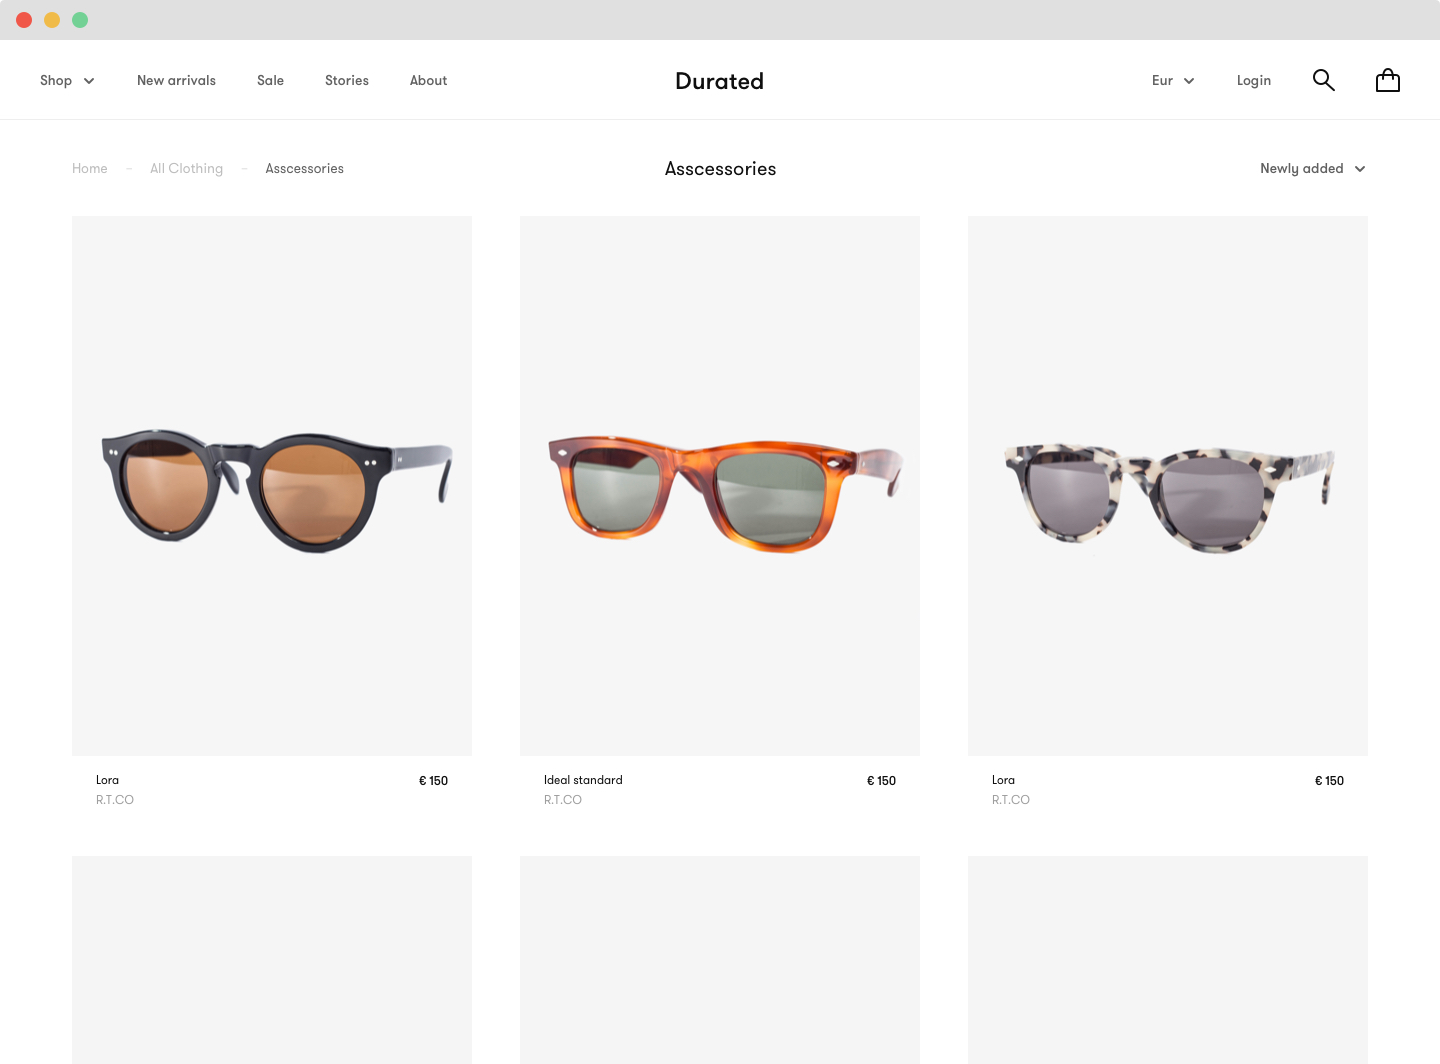 Shop New arrivals Sale Stories About Durated Eur Login
Home – All Clothing – Asscessories Asscessories Newly added
Lora € 150 Ideal standard € 150 Lora € 150
R.T.CO R.T.CO R.T.CO